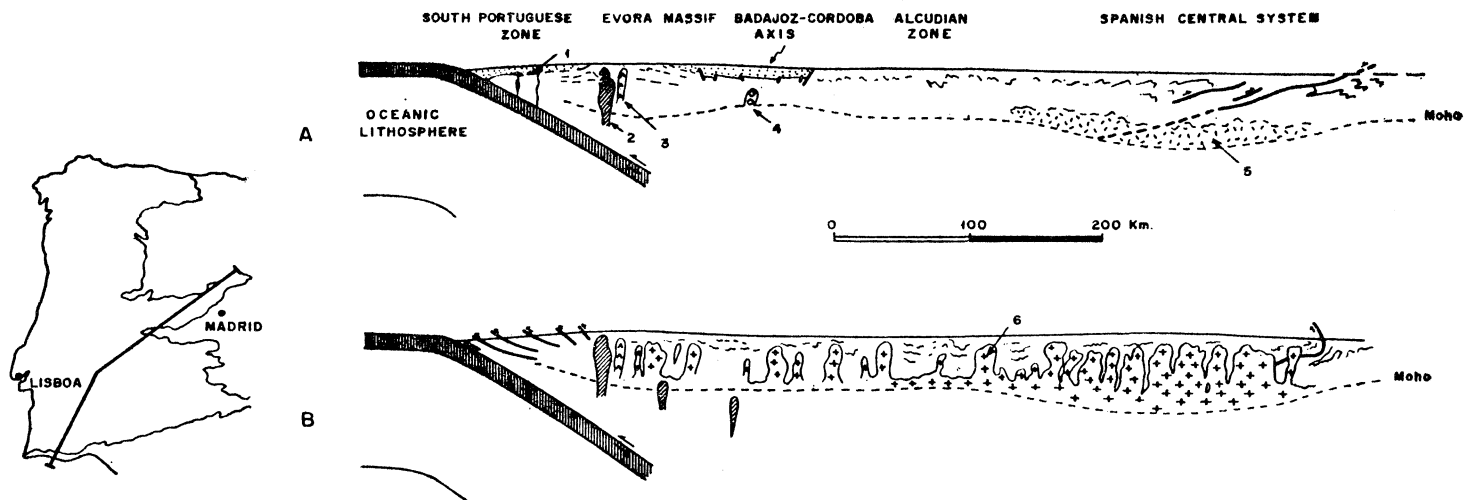 SOUTH PORTUGUESE ZONE
EVORA MASSIF
BADAJOZ-CORDOBA AXIS
ALCUDIAN ZONE
SPANISH CENTRAL SYSTEM
1
OCEANIC
LITHOSPHERE
A
2
3
4
5
Moho
0 100 200 Km.
MADRID
LISBOA
6
Moho
B